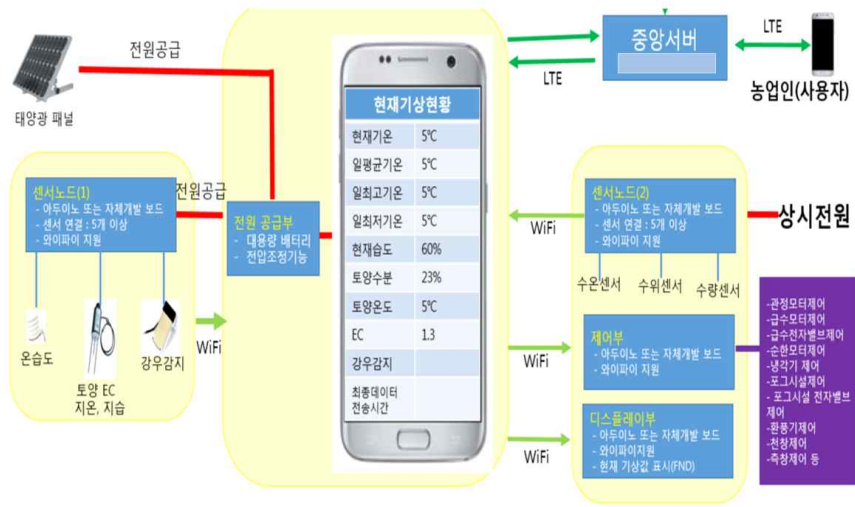 전원공급
태양광 패널
센서노드(1)
- 아두이노 또는 자체개발 보드
- 센서 연결 : 5개 이상
- 와이파이 지원
전원공급
온습도
토양 EC
지온, 지습
강우감지
WiFi
전원 공급부
- 대용량 배터리
- 전압조정기능
현재기상현황
현재기온 5℃
일평균기온 5℃
일최고기온 5℃
일최저기온 5℃
현재습도 60%
토양수분 23%
토양온도 5℃
EC 1.3
강우감지
최종데이터
전송시간
LTE
중앙서버
LTE
농업인(사용자)
WiFi
센서노드(2)
- 아두이노 또는 자체개발 보드
- 센서 연결 : 5개 이상
- 와이파이 지원
상시전원
수온센서
수위센서
수량센서
WiFi
제어부
- 아두이노 또는 자체개발 보드
- 와이파이 지원
WiFi
디스플레이부
- 아두이노 또는 자체개발 보드
- 와이파이지원
- 현재 기상값 표시(FND)
-관정모터제어
-급수모터제어
-급수전자밸브제어
-순환모터제어
-냉각기 제어
-포그시설제어
- 포그시설 전자밸브
제어
-환풍기제어
-천창제어
-측창제어 등